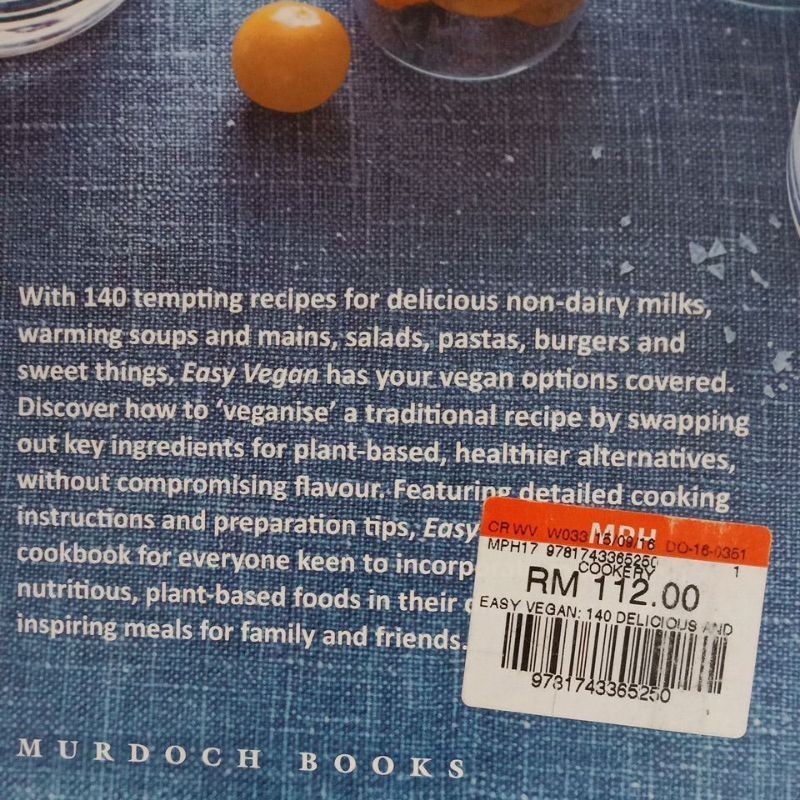 With 140 tempting recipes for delicious non-dairy milks,
warming soups and mains, salads, pastas, burgers and
sweet things, Easy Vegan has your vegan options covered.
Discover how to ‘veganise’ a traditional recipe by swapping
out key ingredients for plant-based, healthier alternatives,
without compromising flavour. Featuring detailed cooking
instructions and preparation tips, Easy
cookbook for everyone keen to incorp
nutritious, plant-based foods in their
inspiring meals for family and friends.
MPH
CR WV W033 15/09/16 DO-16-0361
MPH17 9781743365250 1
COOKERY
RM 112.00
EASY VEGAN: 140 DELICIOUS AND
9781743365250
MURDOCH BOOKS